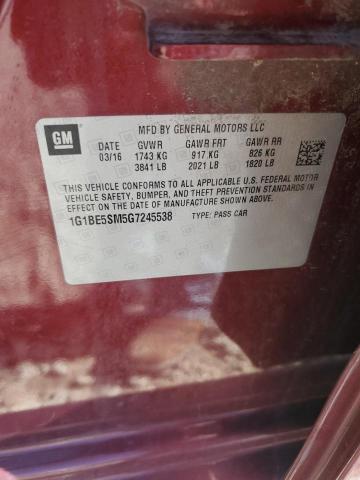 GM
MFD BY GENERAL MOTORS LLC
DATE GVWR GAWR FRT GAWR RR
03/16 1743 KG 917 KG 826 KG
3841 LB 2021 LB 1820 LB
THIS VEHICLE CONFORMS TO ALL APPLICABLE U.S. FEDERAL MOTOR
VEHICLE SAFETY, BUMPER, AND THEFT PREVENTION STANDARDS IN
EFFECT ON THE DATE OF MANUFACTURE SHOWN ABOVE.
1G1BE5SM5G7245538 TYPE: PASS CAR